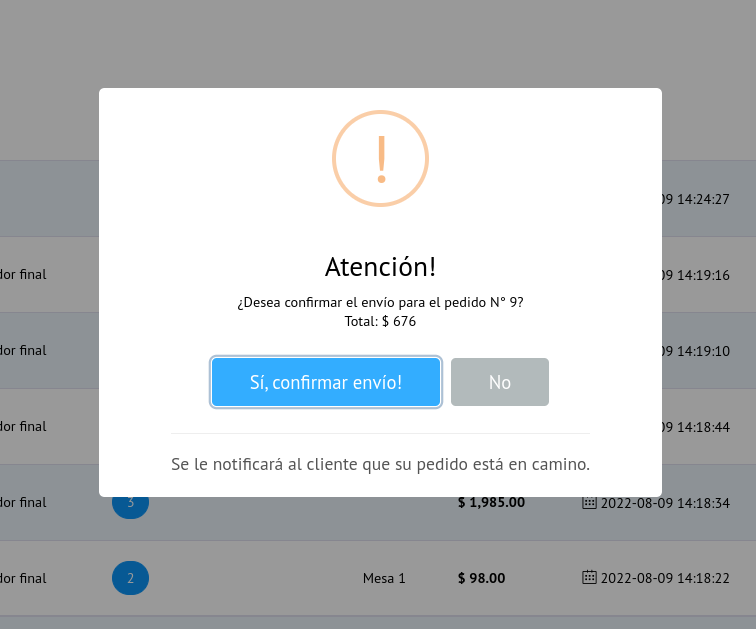 !
Atención!
¿Desea confirmar el envío para el pedido N° 9?
Total: $ 676
Sí, confirmar envío! No
Se le notificará al cliente que su pedido está en camino.
09 14:24:27
dor final 09 14:19:16
dor final 09 14:19:10
dor final 09 14:18:44
dor final 3 $ 1,985.00 2022-08-09 14:18:34
dor final 2 Mesa 1 $ 98.00 2022-08-09 14:18:22